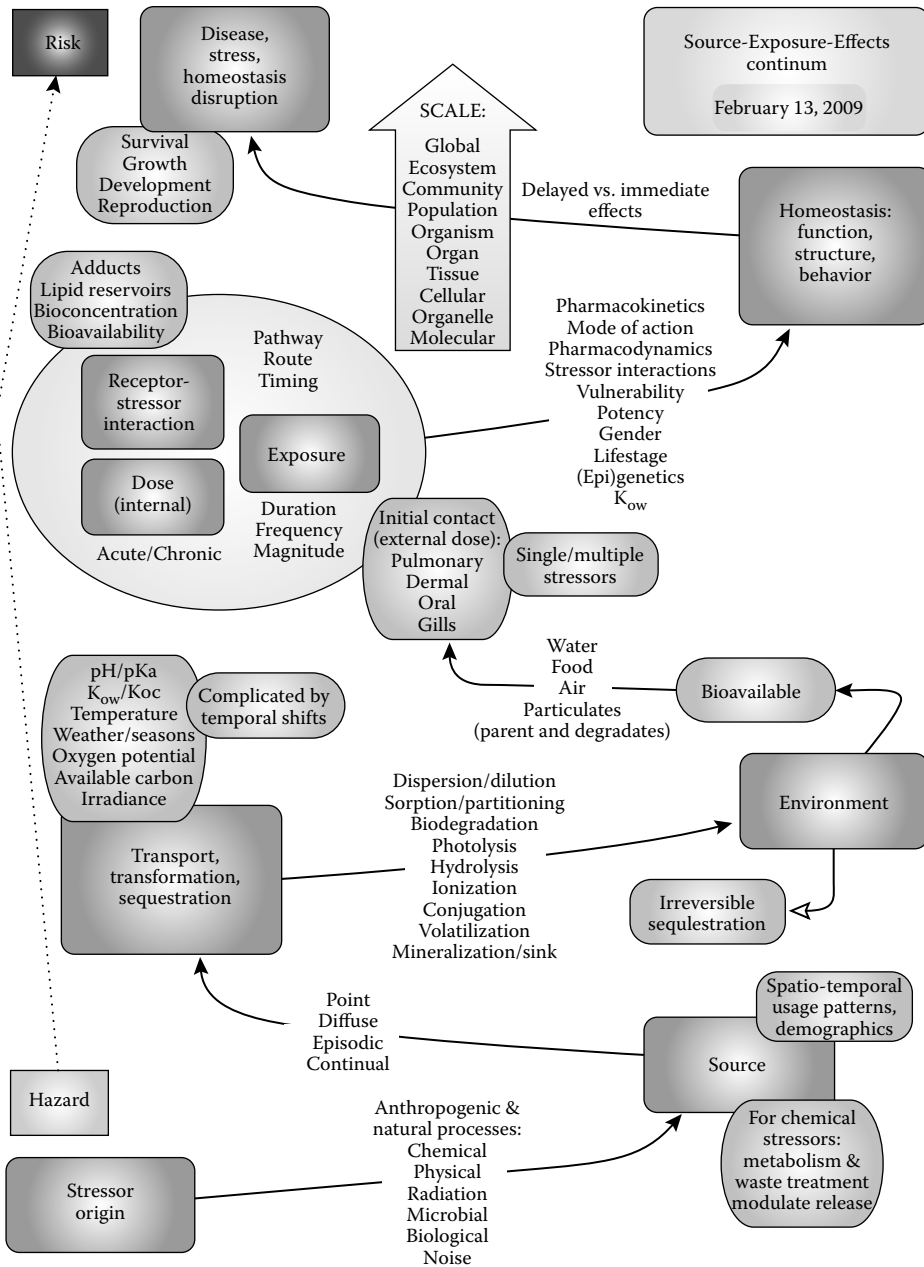 Risk
Disease,
stress,
homeostasis
disruption
Survival
Growth
Development
Reproduction
SCALE:
Global
Ecosystem
Community
Population
Organism
Organ
Tissue
Cellular
Organelle
Molecular
Source-Exposure-Effects
continum
February 13, 2009
Delayed vs. immediate
effects
Homeostasis:
function,
structure,
behavior
Adducts
Lipid reservoirs
Bioconcentration
Bioavailability
Pathway
Route
Timing
Receptor-
stressor
interaction
Exposure
Dose
(internal)
Acute/Chronic
Duration
Frequency
Magnitude
Pharmacokinetics
Mode of action
Pharmacodynamics
Stressor interactions
Vulnerability
Potency
Gender
Lifestage
(Epi)genetics
Kow
Initial contact
(external dose):
Pulmonary
Dermal
Oral
Gills
Single/multiple
stressors
Water
Food
Air
Particulates
(parent and degradates)
Bioavailable
pH/pKa
Kow/Koc
Temperature
Weather/seasons
Oxygen potential
Available carbon
Irradiance
Complicated by
temporal shifts
Transport,
transformation,
sequestration
Dispersion/dilution
Sorption/partitioning
Biodegradation
Photolysis
Hydrolysis
Ionization
Conjugation
Volatilization
Mineralization/sink
Environment
Irreversible
sequlestration
Point
Diffuse
Episodic
Continual
Spatio-temporal
usage patterns,
demographics
Source
For chemical
stressors:
metabolism &
waste treatment
modulate release
Hazard
Stressor
origin
Anthropogenic &
natural processes:
Chemical
Physical
Radiation
Microbial
Biological
Noise